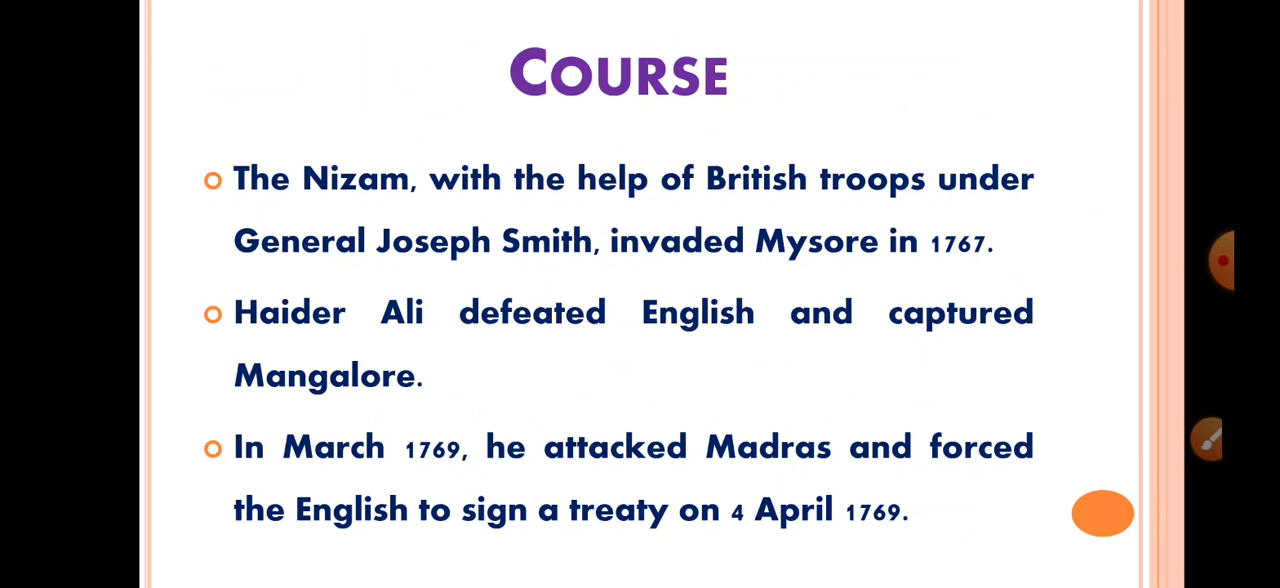 COURSE
The Nizam, with the help of British troops under
General Joseph Smith, invaded Mysore in 1767.
Haider Ali defeated English and captured
Mangalore.
In March 1769, he attacked Madras and forced
the English to sign a treaty on 4 April 1769.